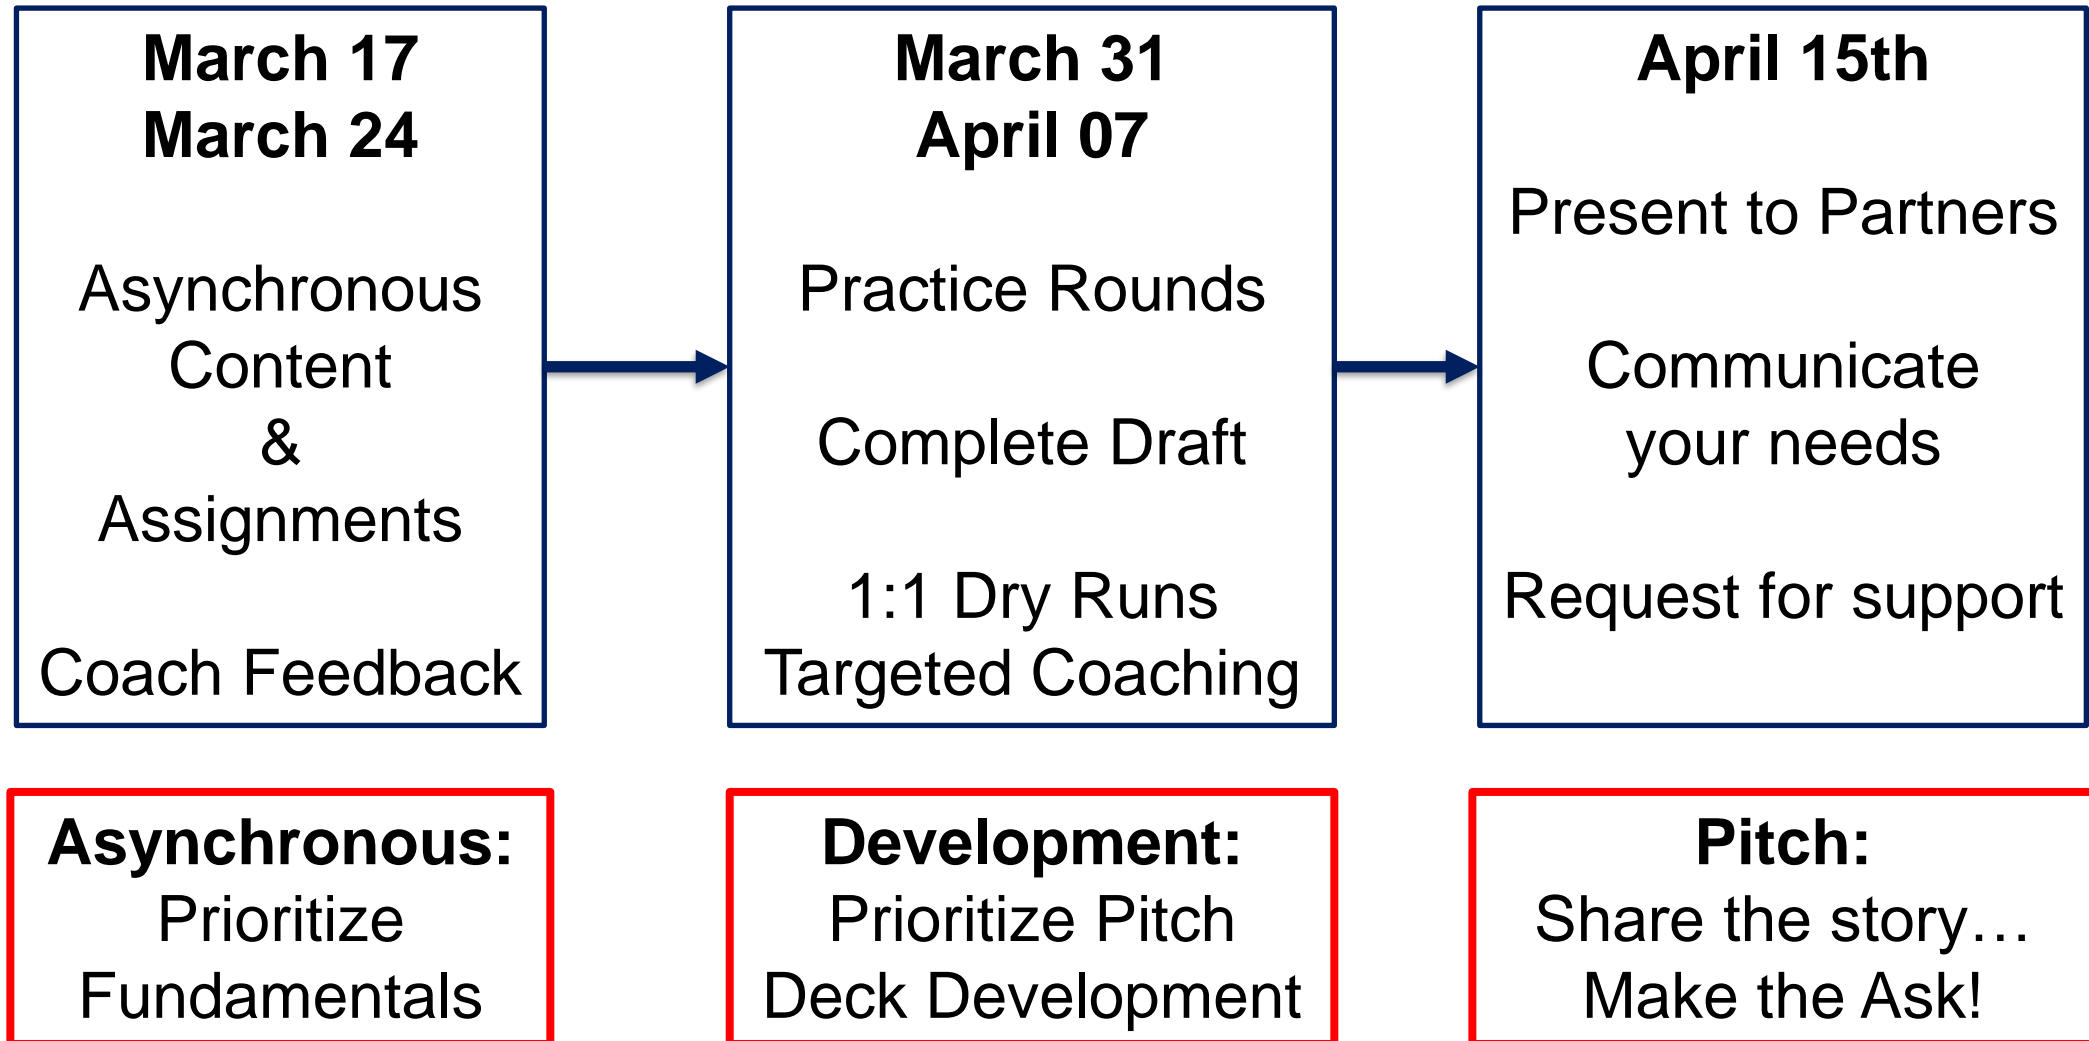 March 17
March 24
Asynchronous
Content
&
Assignments
Coach Feedback
March 31
April 07
Practice Rounds
Complete Draft
1:1 Dry Runs
Targeted Coaching
April 15th
Present to Partners
Communicate
your needs
Request for support
Asynchronous:
Prioritize
Fundamentals
Development:
Prioritize Pitch
Deck Development
Pitch:
Share the story…
Make the Ask!